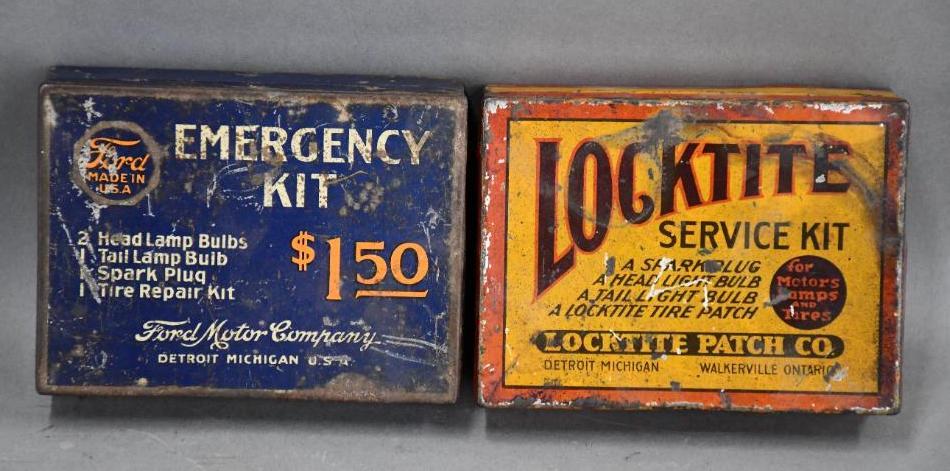 Ford
MADE IN
U.S.A
EMERGENCY
KIT
2 Head Lamp Bulbs
1 Tail Lamp Bulb
1 Spark Plug
1 Tire Repair Kit
$1.50
Ford Motor Company
DETROIT MICHIGAN U.S.A
LOCKTITE
SERVICE KIT
A SPARK PLUG
A HEAD LIGHT BULB
A TAIL LIGHT BULB
A LOCKTITE TIRE PATCH
for
Motors
Lamps
AND
Tires
LOCKTITE PATCH CO.
DETROIT MICHIGAN WALKERVILLE ONTARIO